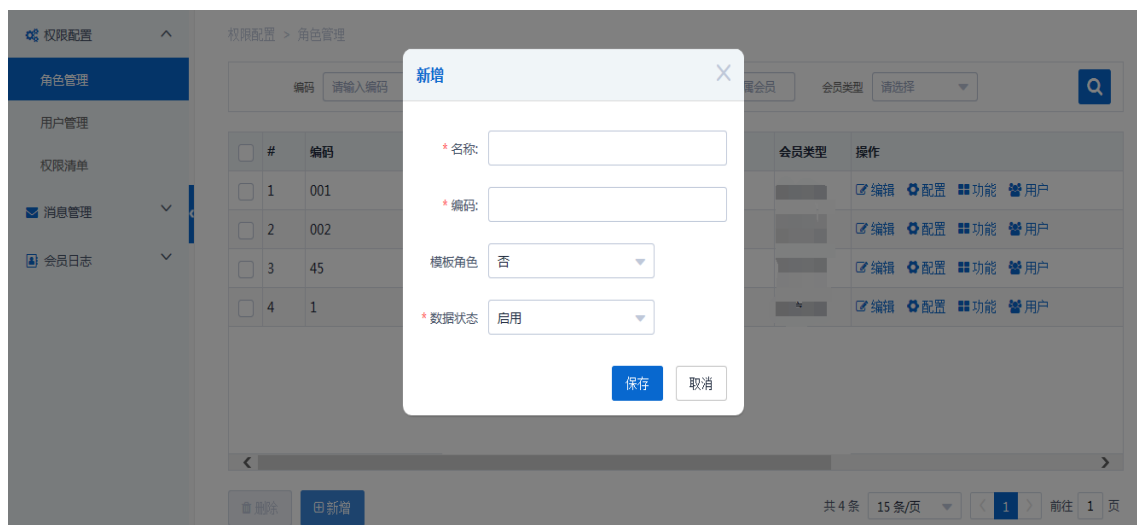 权限配置
角色管理
用户管理
权限清单
消息管理
会员日志
权限配置 > 角色管理
编码 请输入编码 属会员 会员类型 请选择
# 编码 会员类型 操作
1 001 编辑 配置 功能 用户
2 002 编辑 配置 功能 用户
3 45 编辑 配置 功能 用户
4 1 编辑 配置 功能 用户
新增
* 名称:
* 编码:
模板角色 否
* 数据状态 启用
保存 取消
删除 新增 共 4 条 15 条/页 1 前往 1 页